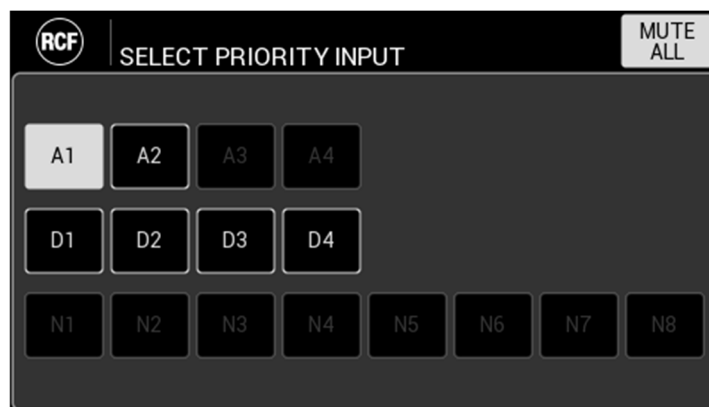 RCF
SELECT PRIORITY INPUT
MUTE
ALL
A1 A2 A3 A4
D1 D2 D3 D4
N1 N2 N3 N4 N5 N6 N7 N8